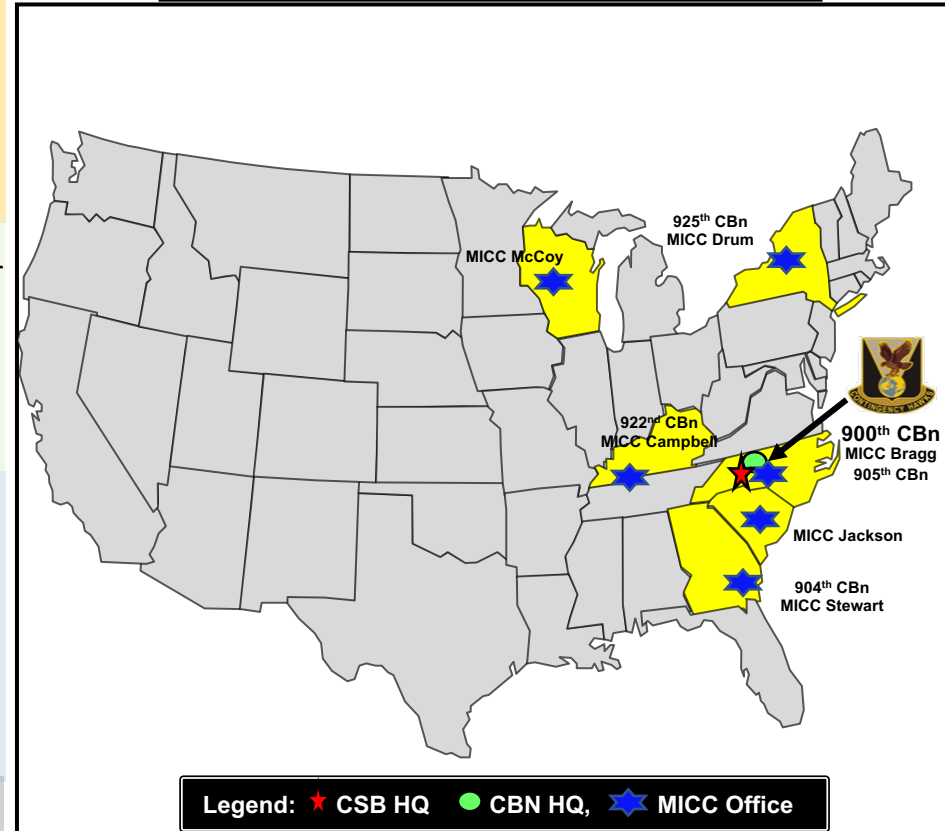 925th CBn
MICC Drum
MICC McCoy
CONTINGENCY HAWKS
922nd CBn
MICC Campbell
900th CBn
MICC Bragg
905th CBn
MICC Jackson
904th CBn
MICC Stewart
Legend: CSB HQ CBN HQ, MICC Office